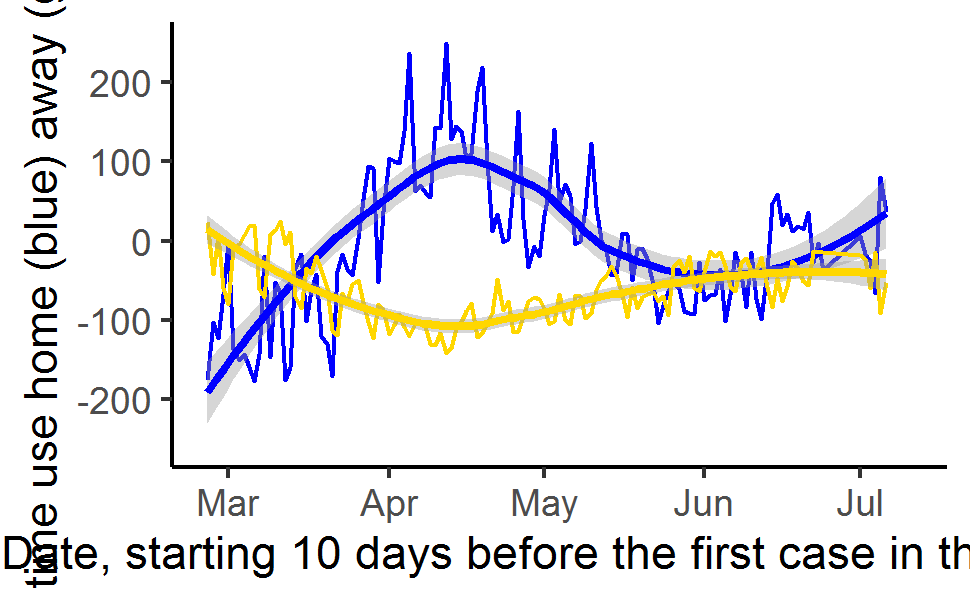 time use home (blue) away (
200
100
0
-100
-200
Mar Apr May Jun Jul
Date, starting 10 days before the first case in th